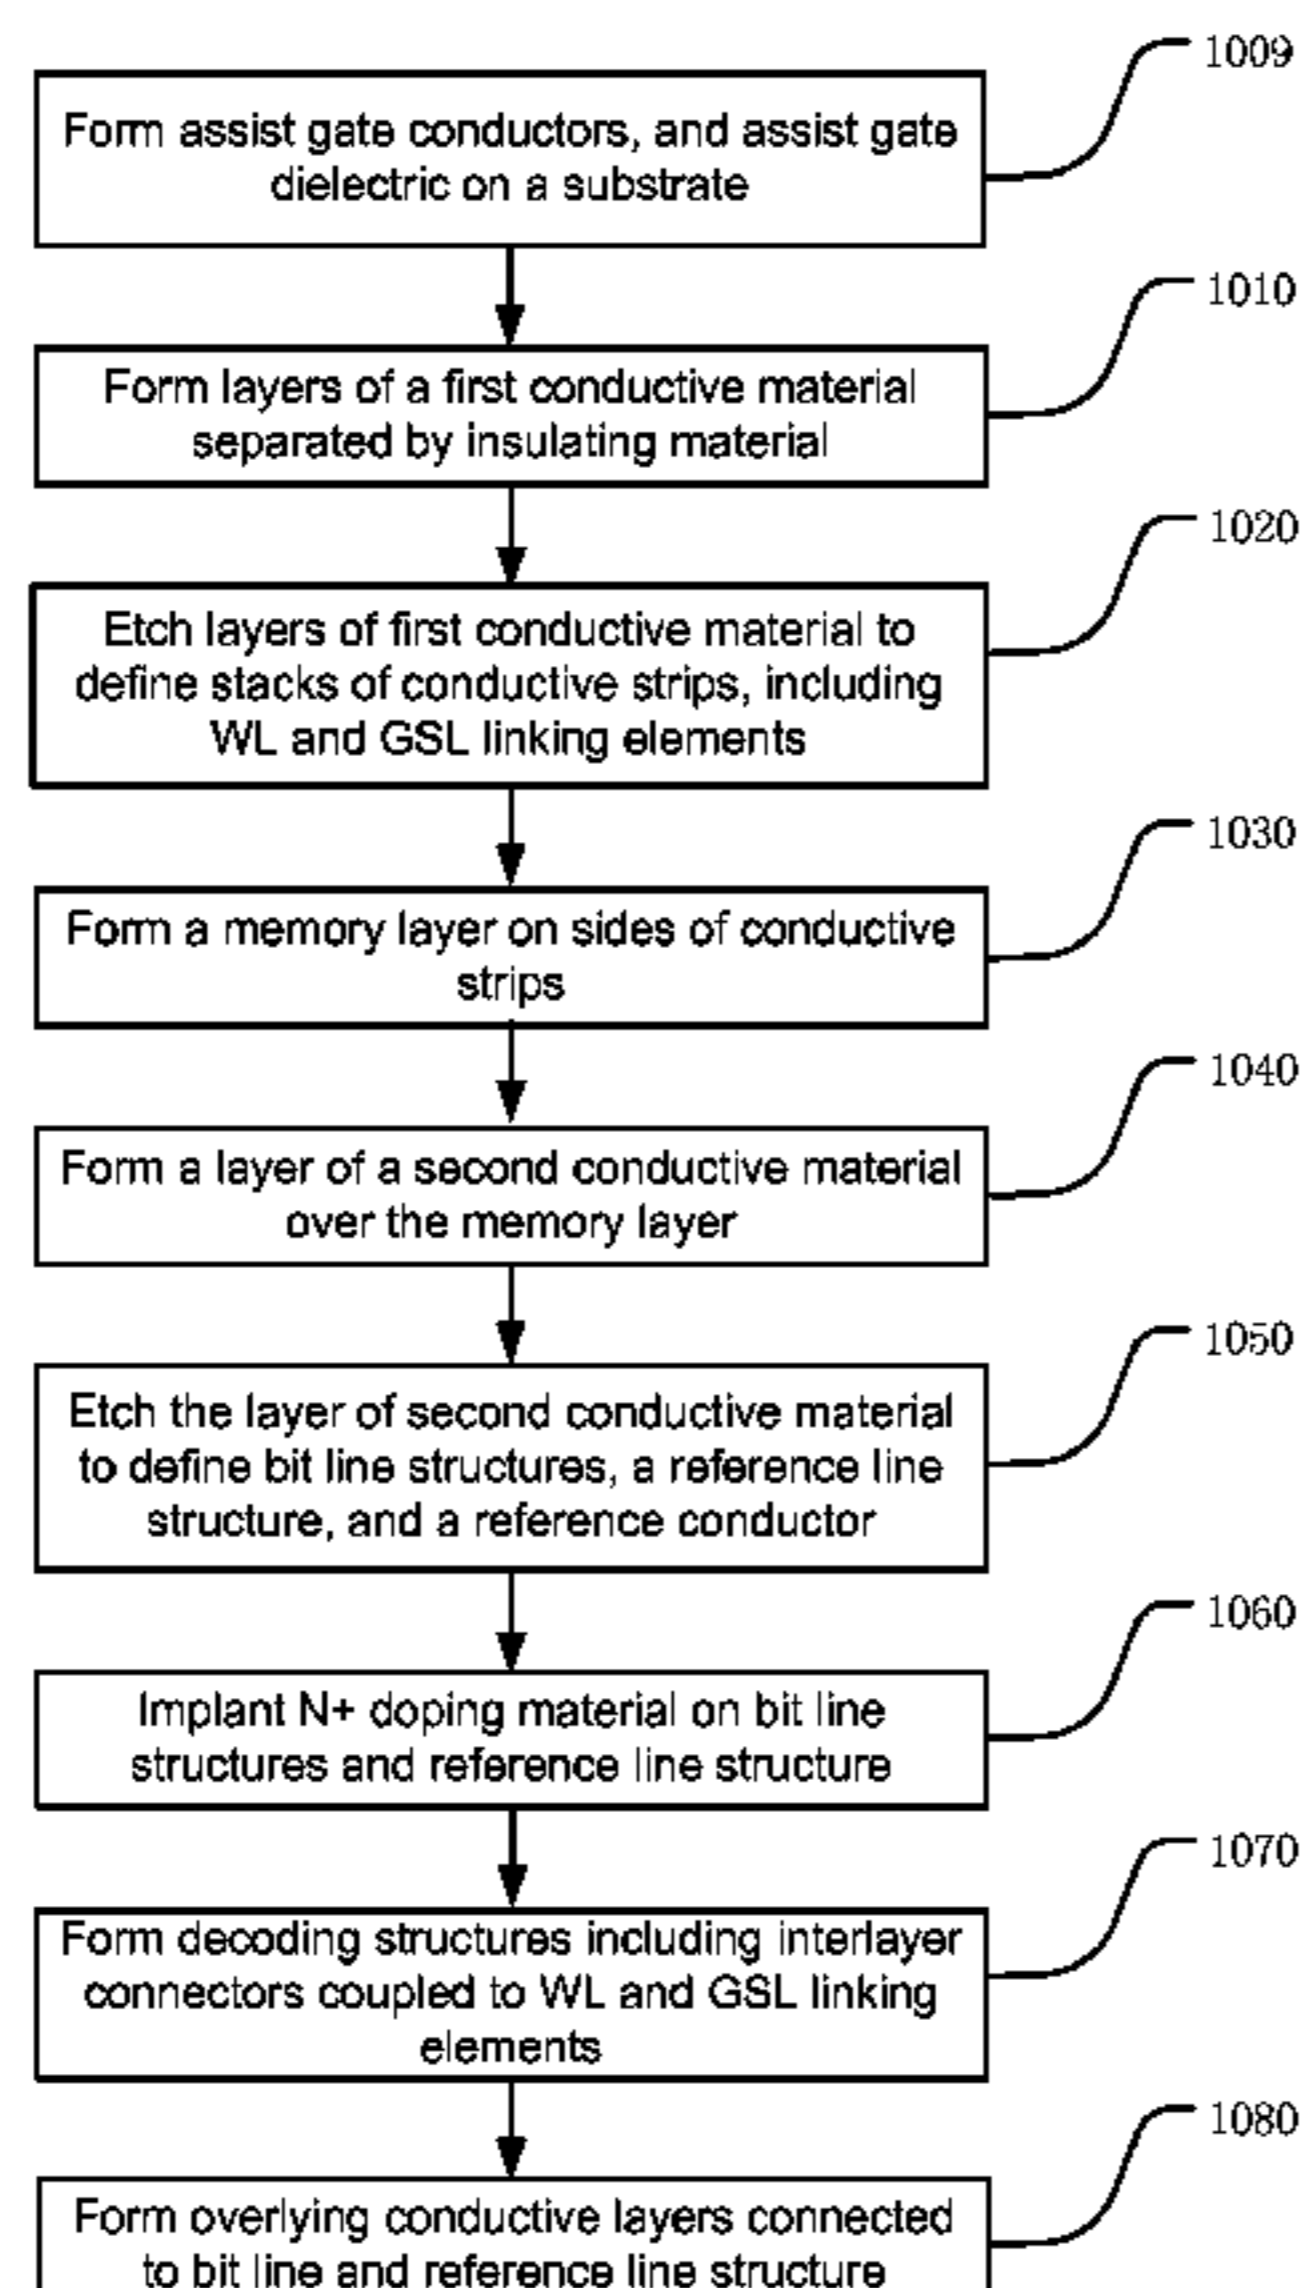 1009
Form assist gate conductors, and assist gate
dielectric on a substrate
1010
Form layers of a first conductive material
separated by insulating material
1020
Etch layers of first conductive material to
define stacks of conductive strips, including
WL and GSL linking elements
1030
Form a memory layer on sides of conductive
strips
1040
Form a layer of a second conductive material
over the memory layer
1050
Etch the layer of second conductive material
to define bit line structures, a reference line
structure, and a reference conductor
1060
Implant N+ doping material on bit line
structures and reference line structure
1070
Form decoding structures including interlayer
connectors coupled to WL and GSL linking
elements
1080
Form overlying conductive layers connected
to bit line and reference line structure